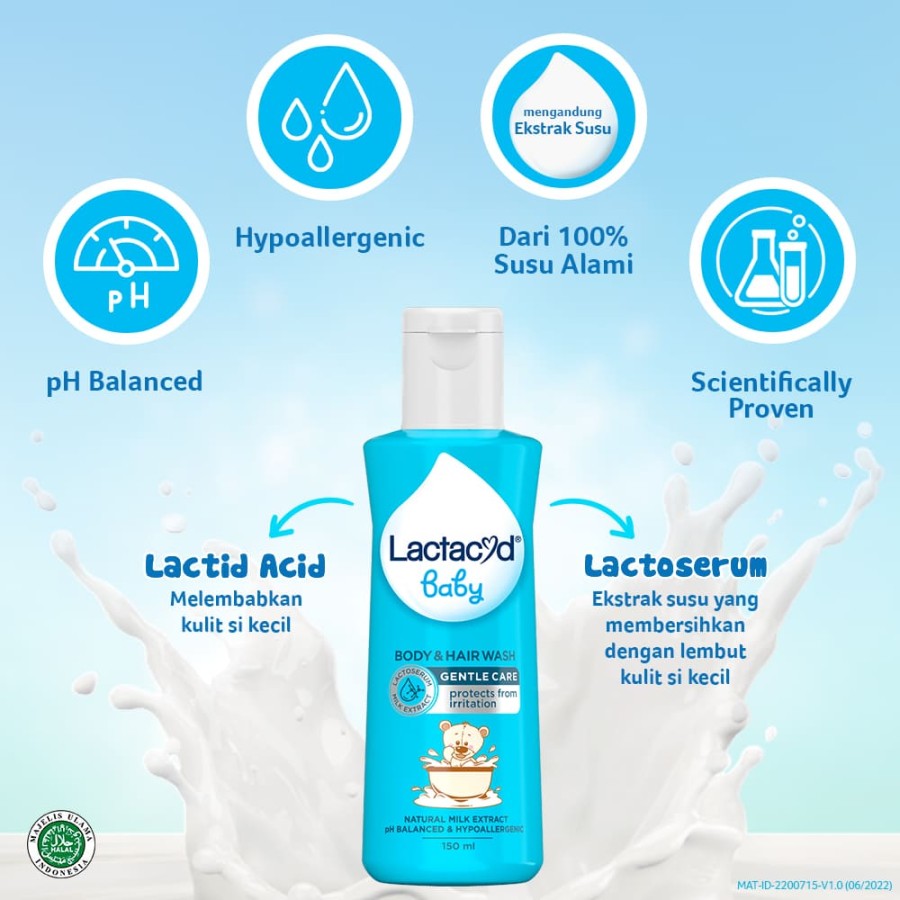 mengandung
Ekstrak Susu
pH
Hypoallergenic
Dari 100%
Susu Alami
pH Balanced
Scientifically
Proven
Lactid Acid
Melembabkan
kulit si kecil
Lactoserum
Ekstrak susu yang
membersihkan
dengan lembut
kulit si kecil
Lactacyd®
baby
BODY & HAIR WASH
LACTOSERUM
MILK EXTRACT
GENTLE CARE
protects from
irritation
NATURAL MILK EXTRACT
pH BALANCED & HYPOALLERGENIC
150 ml
MAJELIS ULAMA
INDONESIA
حلال
HALAL
MAT-ID-2200715-V1.0 (06/2022)